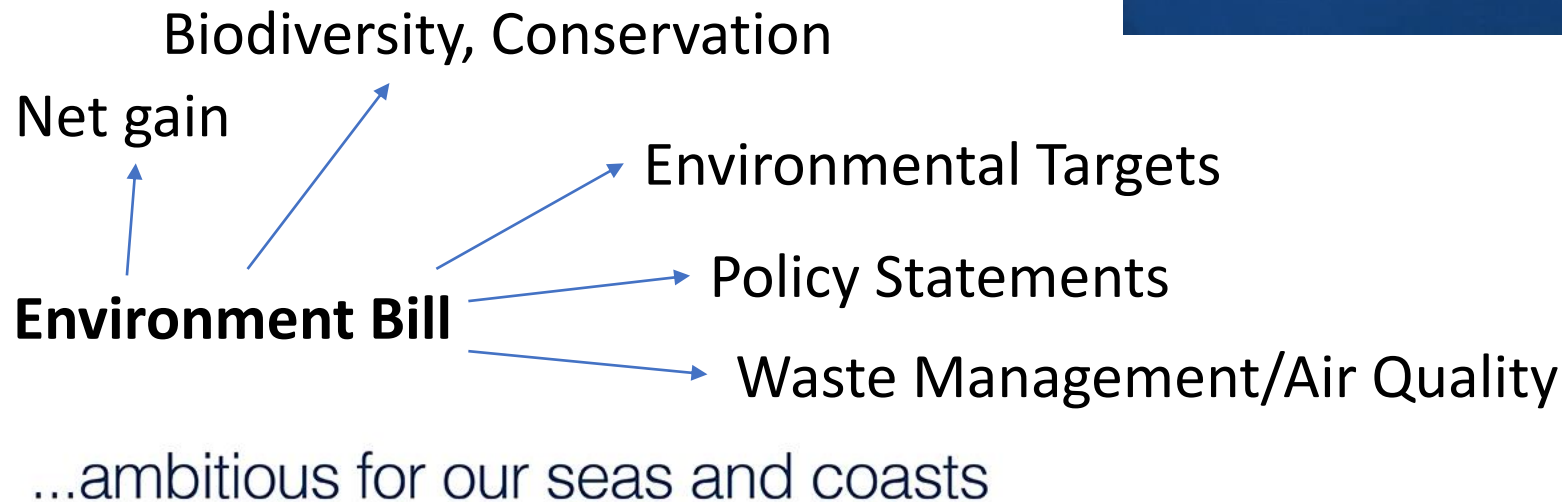 Biodiversity, Conservation
Net gain
Environmental Targets
Policy Statements
Environment Bill
Waste Management/Air Quality
...ambitious for our seas and coasts